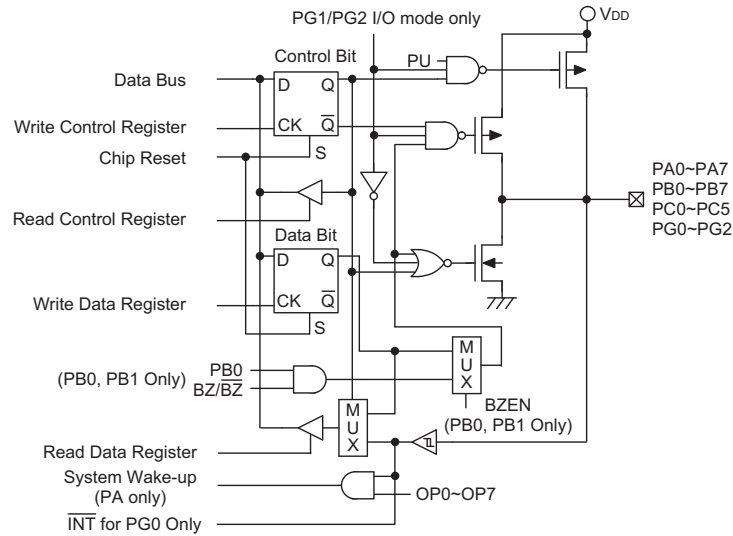 PG1/PG2 I/O mode only
VDD
Control Bit
PU
Data Bus
D
Q
Write Control Register
CK
Q̅
Chip Reset
S
PA0~PA7
PB0~PB7
PC0~PC5
PG0~PG2
Read Control Register
Data Bit
D
Q
Write Data Register
CK
Q̅
S
M
U
X
PB0
(PB0, PB1 Only)
BZ/B̅Z̅
BZEN
(PB0, PB1 Only)
M
U
X
Read Data Register
System Wake-up
(PA only)
OP0~OP7
I̅N̅T̅ for PG0 Only